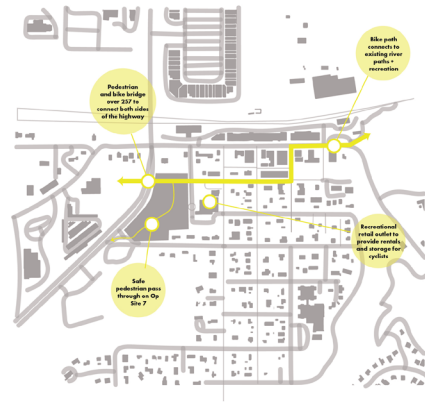 Bike path
connects to
existing river
paths +
recreation
Pedestrian
and bike bridge
over 257 to
connect both sides
of the highway
Recreational
retail outlet to
provide rentals
and storage for
cyclists
Safe
pedestrian pass
through on Op
Site 7